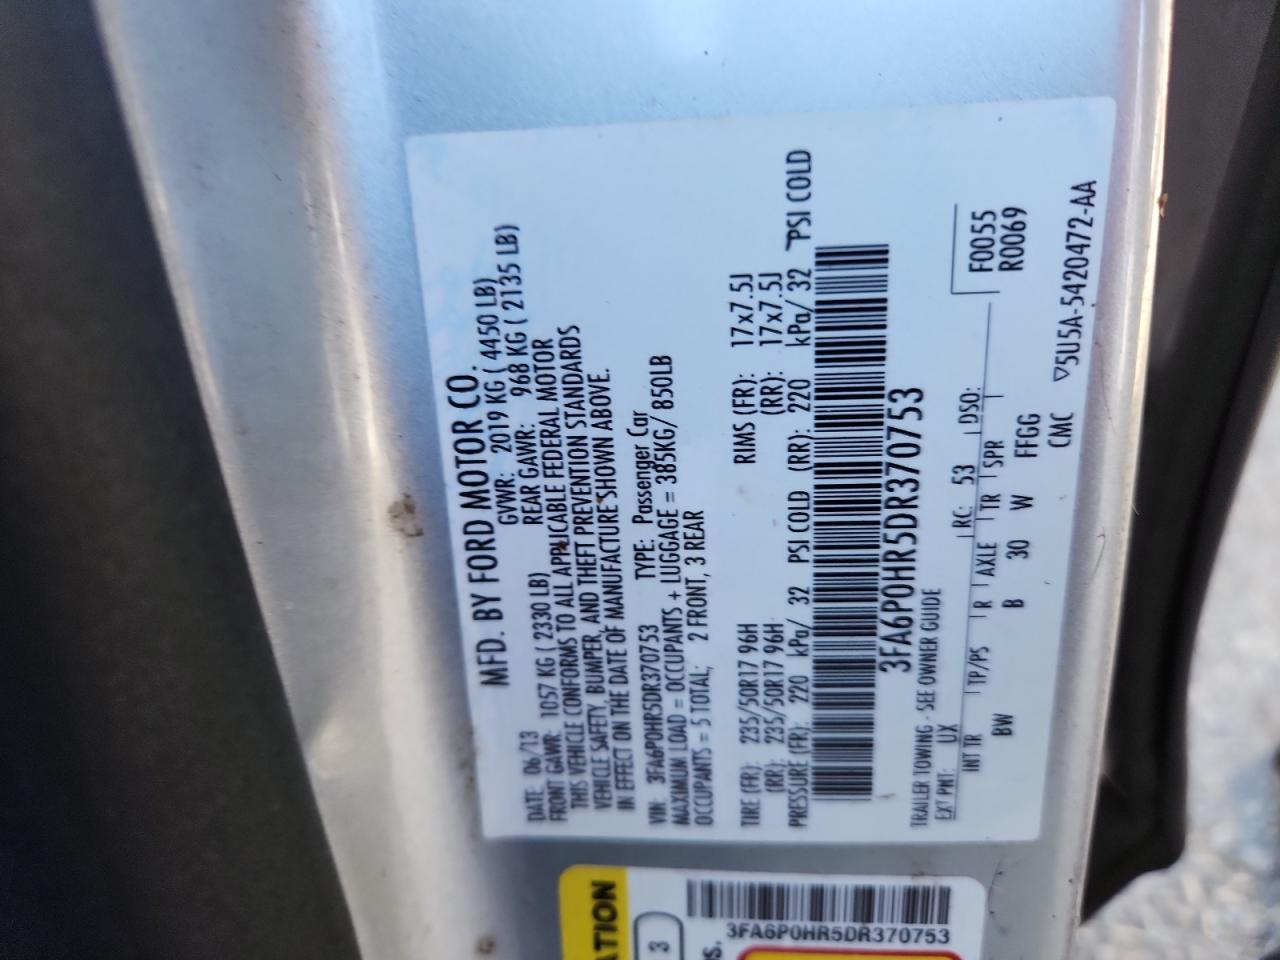 MFD. BY FORD MOTOR CO.
DATE: 06/13 GVWR: 2019 KG ( 4450 LB)
FRONT GAWR: 1057 KG ( 2330 LB) REAR GAWR: 968 KG ( 2135 LB)
THIS VEHICLE CONFORMS TO ALL APPLICABLE FEDERAL MOTOR
VEHICLE SAFETY, BUMPER, AND THEFT PREVENTION STANDARDS
IN EFFECT ON THE DATE OF MANUFACTURE SHOWN ABOVE.
VIN: 3FA6P0HR5DR370753 TYPE: Passenger Car
MAXIMUM LOAD = OCCUPANTS + LUGGAGE = 385KG/ 850LB
OCCUPANTS = 5 TOTAL; 2 FRONT, 3 REAR
TIRE (FR): 235/50R17 96H RIMS (FR): 17x7.5J
(RR): 235/50R17 96H (RR): 17x7.5J
PRESSURE (FR): 220 kPa/ 32 PSI COLD (RR): 220 kPa/ 32 PSI COLD
3FA6P0HR5DR370753
TRAILER TOWING - SEE OWNER GUIDE
EXT PNT: UX RC: 53 DSO: F0055
R0069
INT TR TP/PS R AXLE TR SPR
BW B 30 W FFGG
CMC ▽5U5A-5420472-AA
ATION
3
3FA6P0HR5DR370753